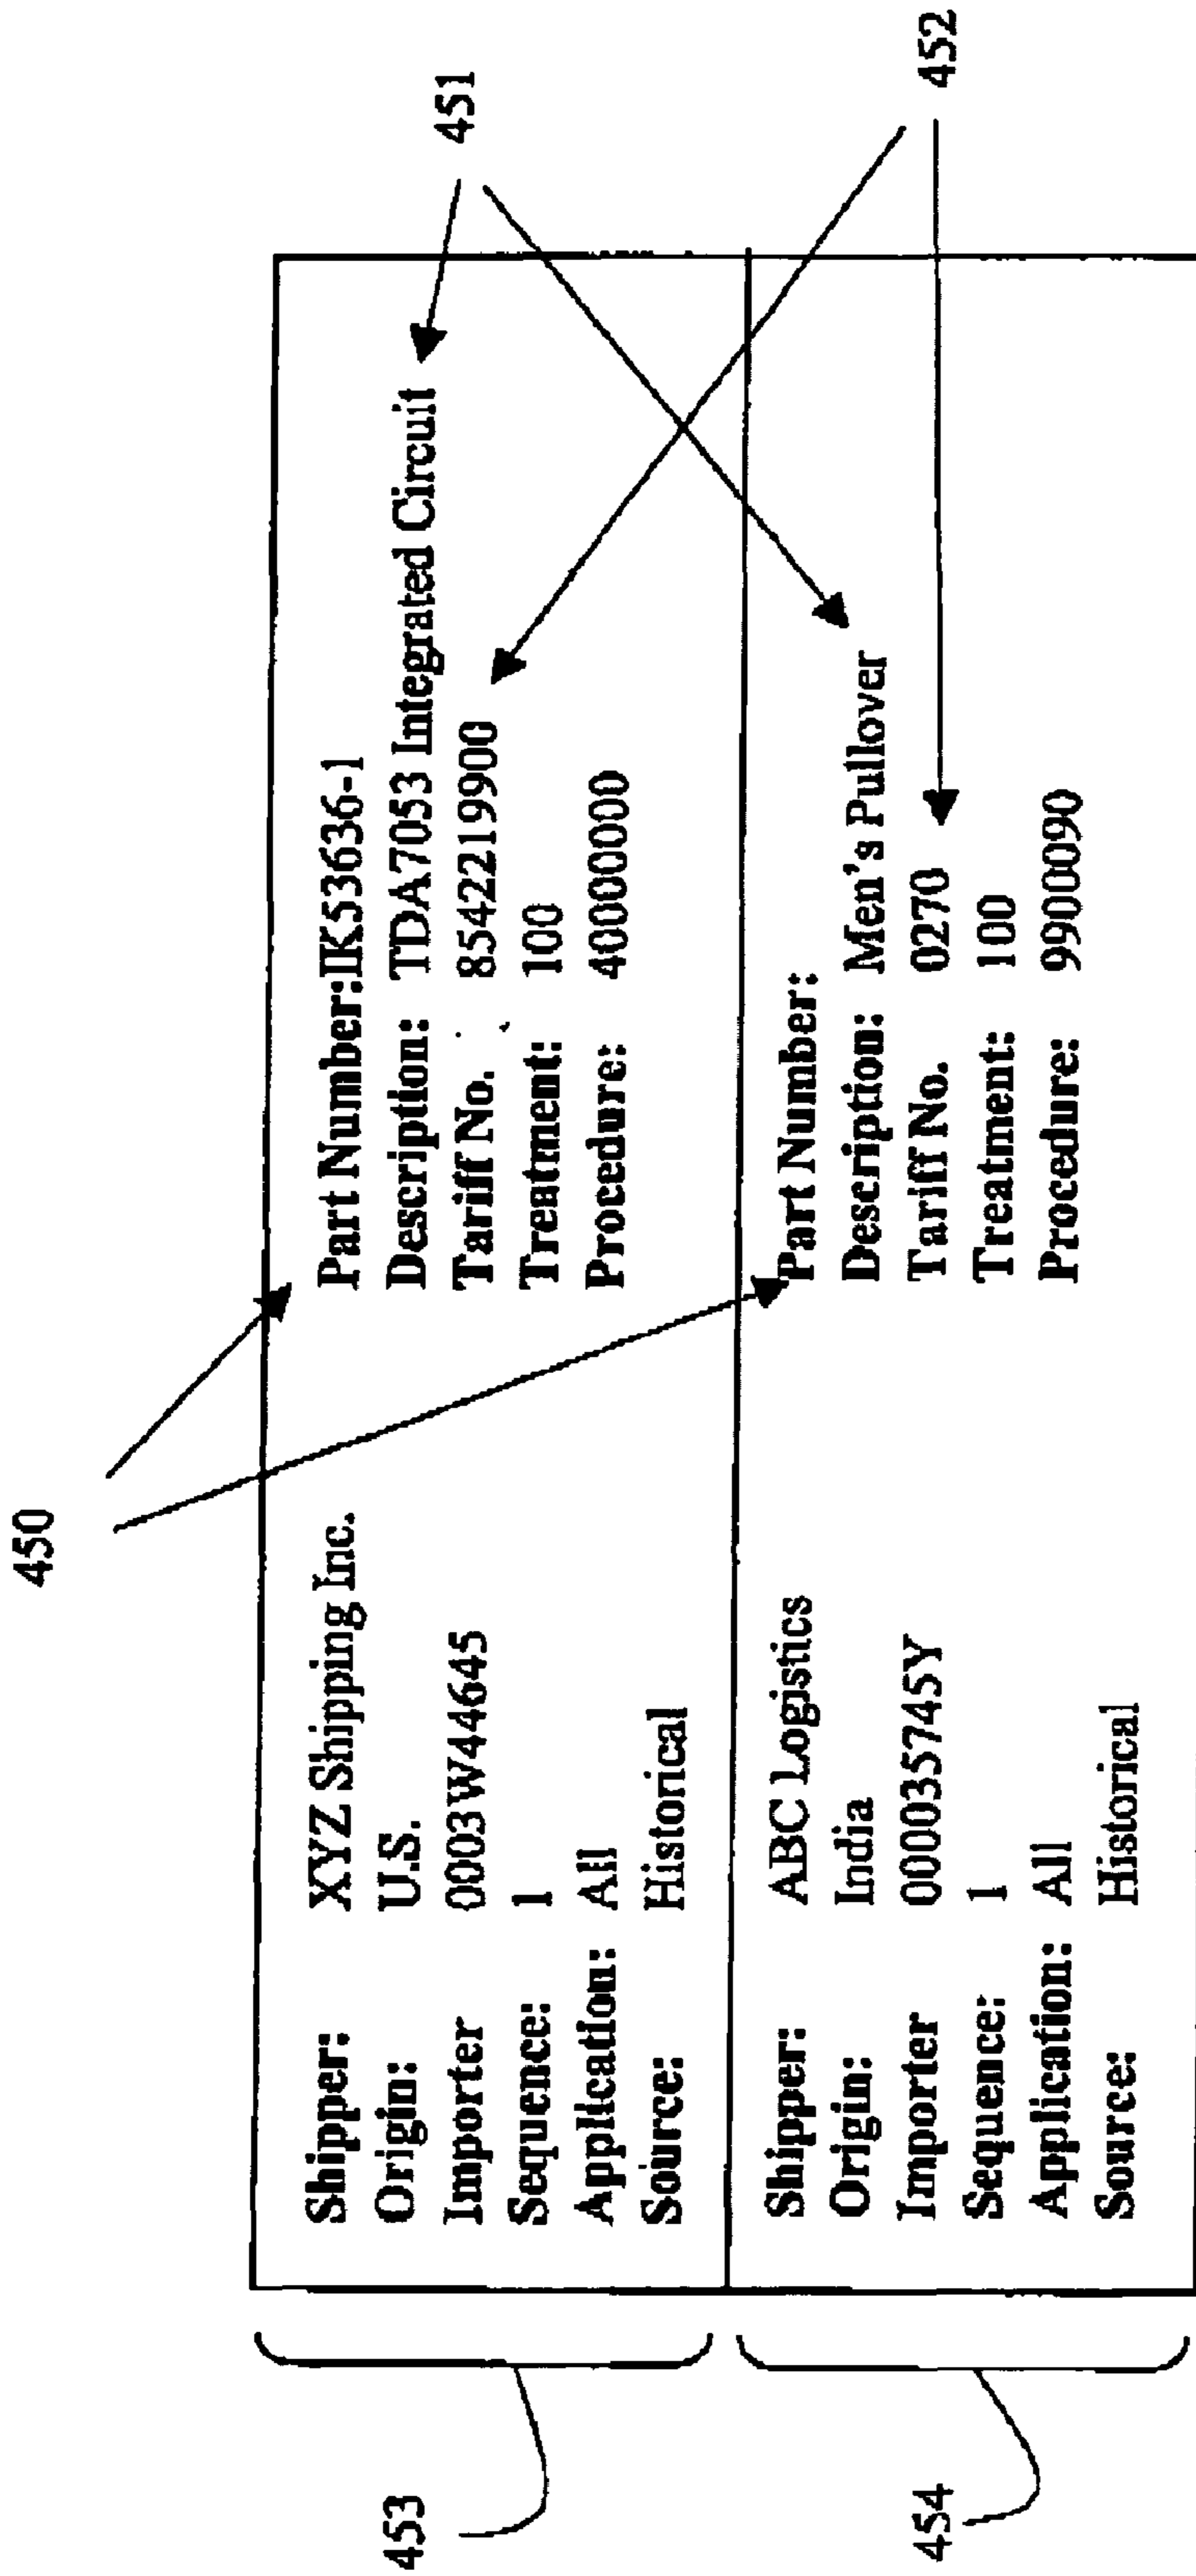 450
451
452
453
Shipper: XYZ Shipping Inc.
Origin: U.S.
Importer 0003W44645
Sequence: 1
Application: All
Source: Historical
Part Number:IK53636-1
Description: TDA7053 Integrated Circuit
Tariff No. 8542219900
Treatment: 100
Procedure: 4000000
454
Shipper: ABC Logistics
Origin: India
Importer 000035745Y
Sequence: 1
Application: All
Source: Historical
Part Number:
Description: Men's Pullover
Tariff No. 0270
Treatment: 100
Procedure: 9900090